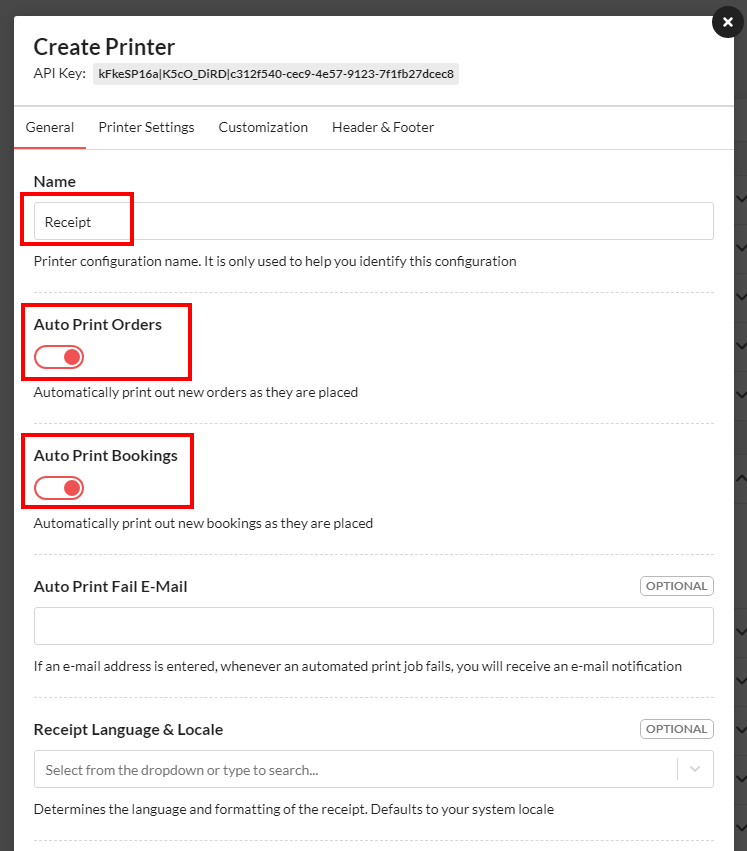 Create Printer
API Key: kFkeSP16a|K5cO_DiRD|c312f540-cec9-4e57-9123-7f1fb27dcec8
General Printer Settings Customization Header & Footer
Name
Receipt
Printer configuration name. It is only used to help you identify this configuration
Auto Print Orders
Automatically print out new orders as they are placed
Auto Print Bookings
Automatically print out new bookings as they are placed
Auto Print Fail E-Mail OPTIONAL
If an e-mail address is entered, whenever an automated print job fails, you will receive an e-mail notification
Receipt Language & Locale OPTIONAL
Select from the dropdown or type to search...
Determines the language and formatting of the receipt. Defaults to your system locale